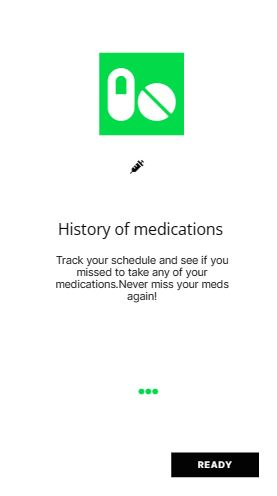 History of medications
Track your schedule and see if you
missed to take any of your
medications.Never miss your meds
again!
READY